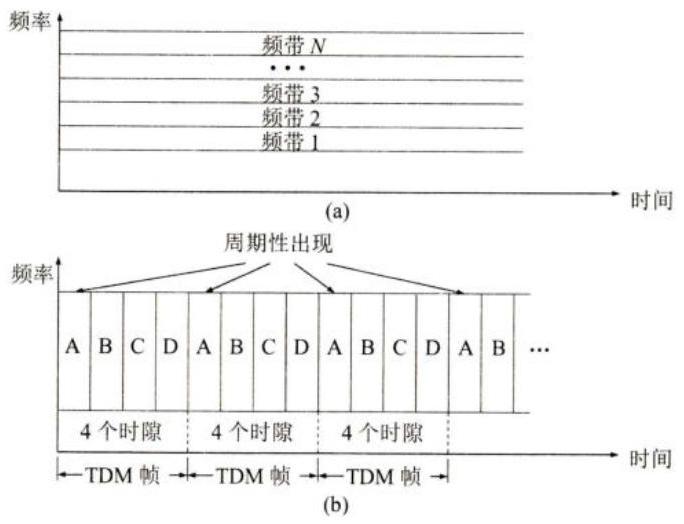 频率
频带 N
•••
频带 3
频带 2
频带 1
时间
(a)
周期性出现
频率
A B C D A B C D A B C D A B ···
4 个时隙 4 个时隙 4 个时隙
时间
TDM 帧 TDM 帧 TDM 帧
(b)